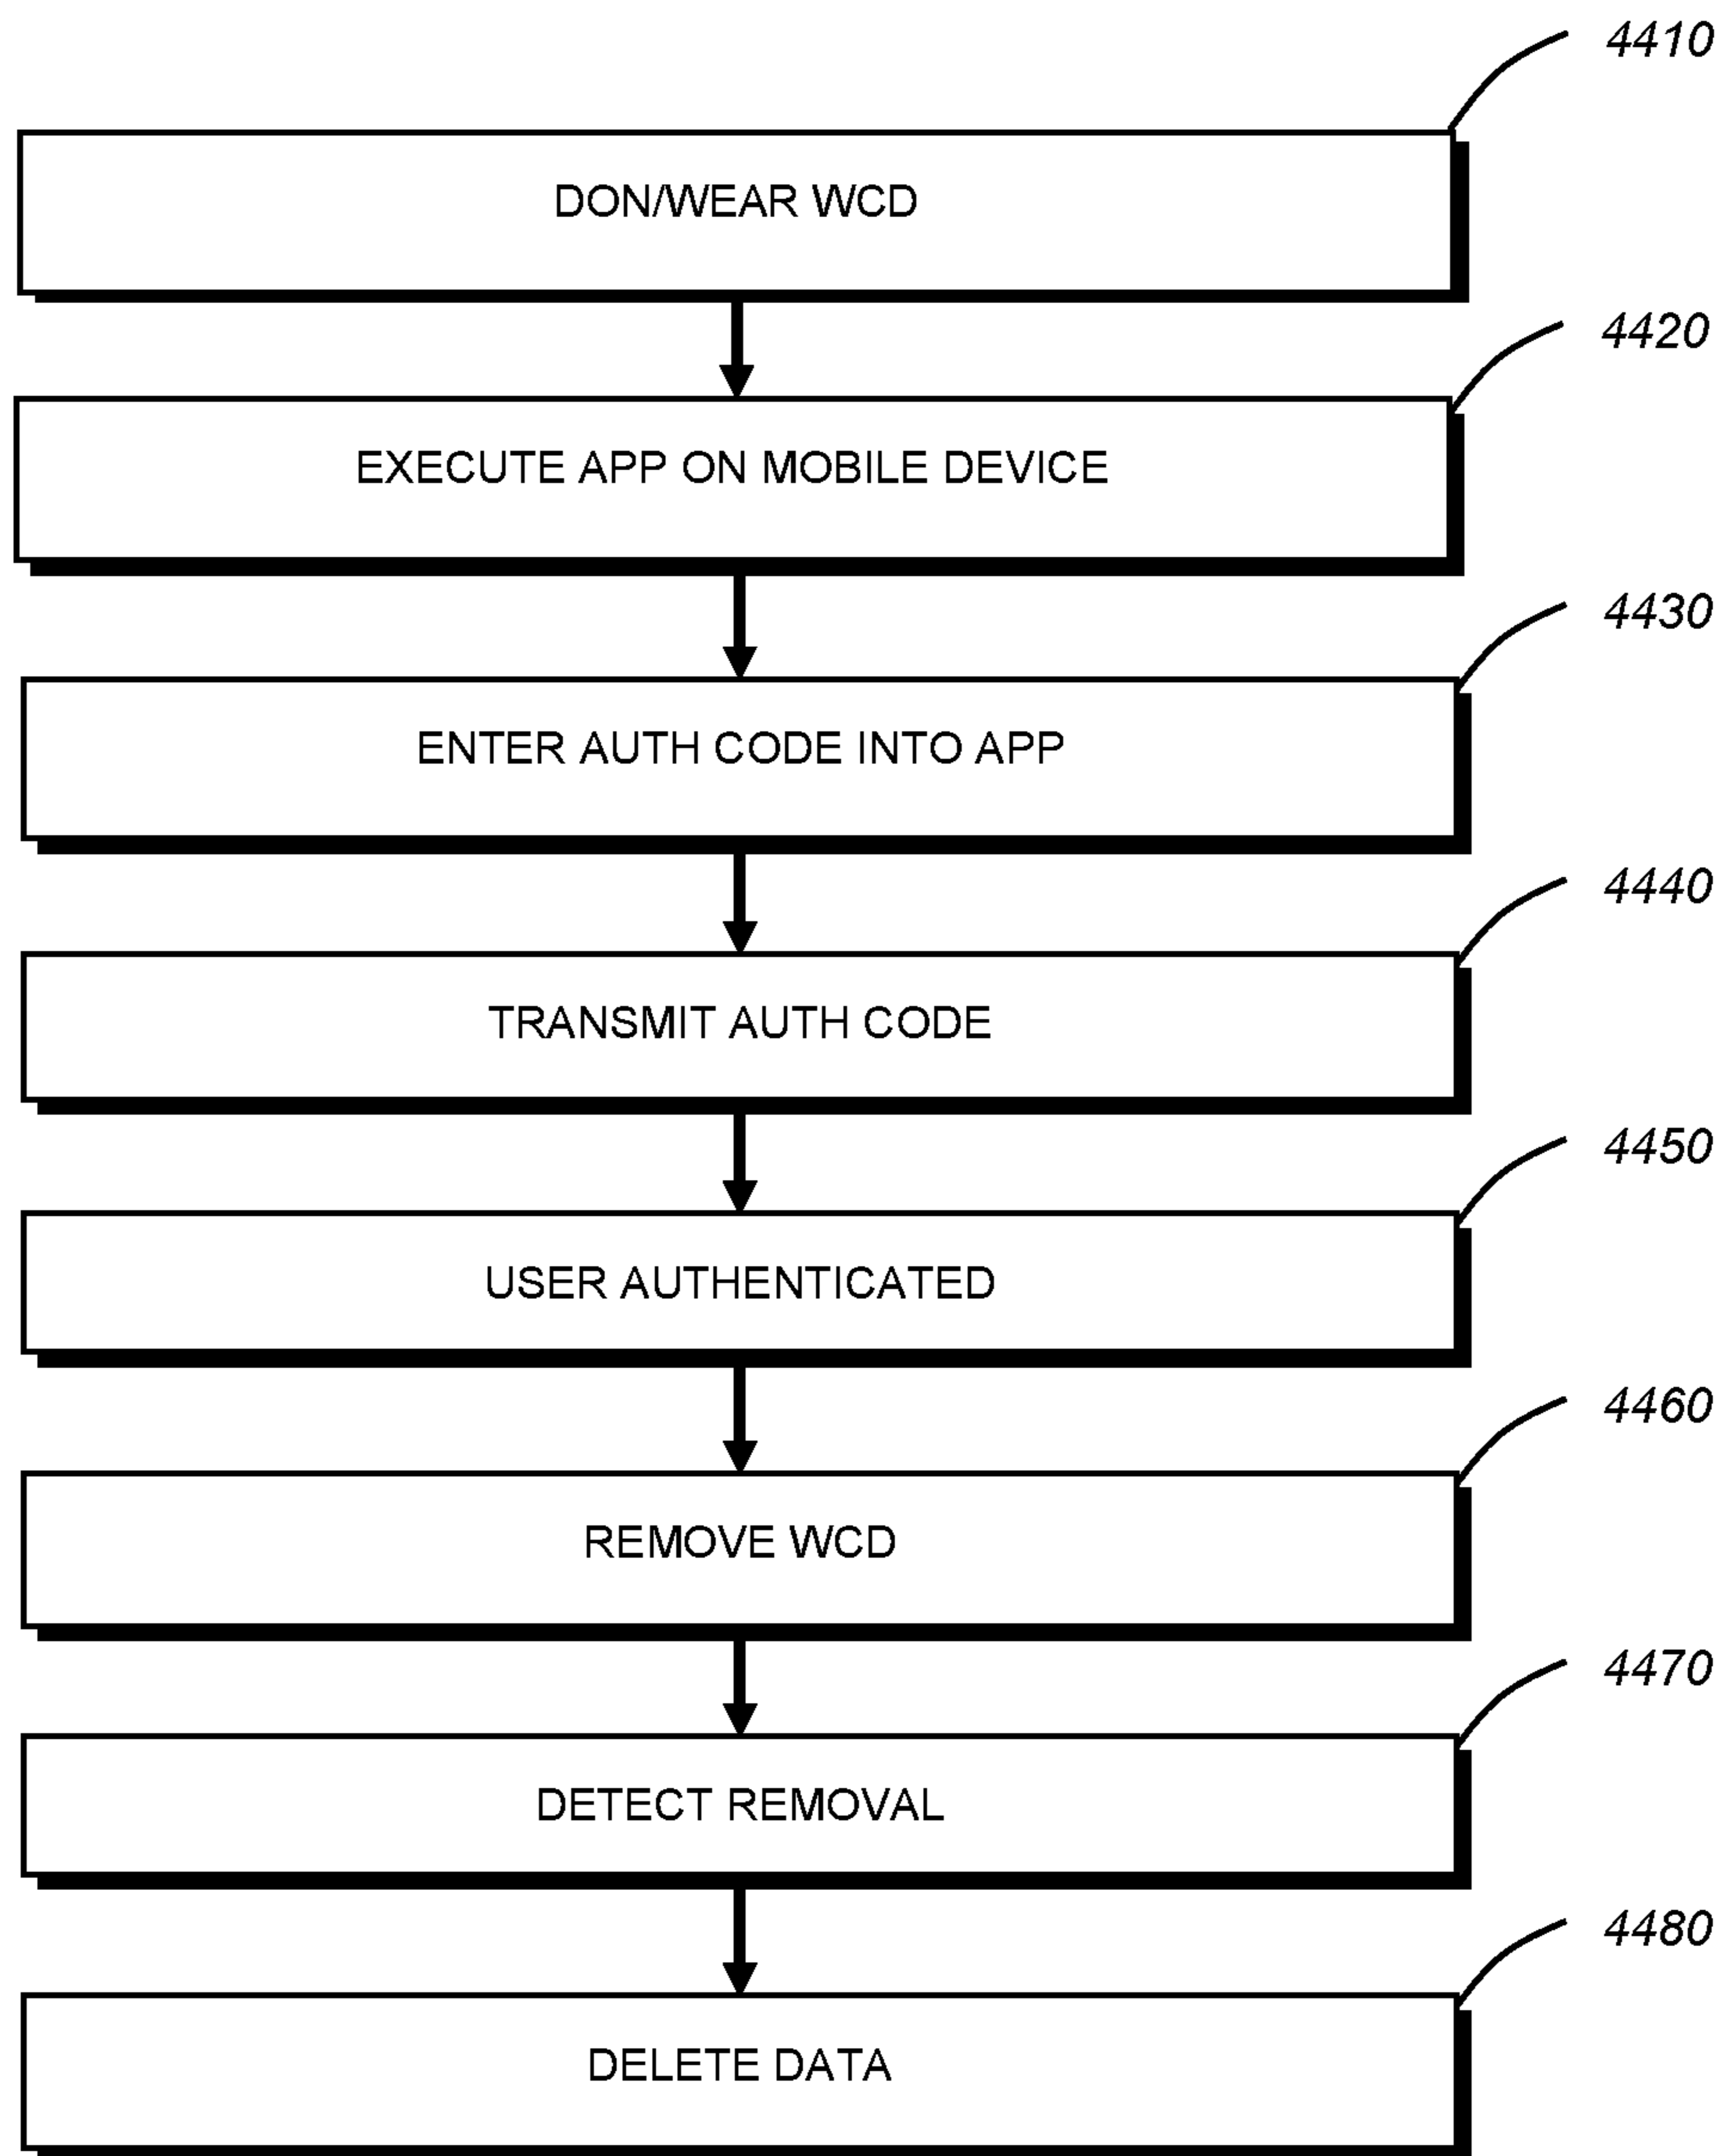 4410
DON/WEAR WCD
4420
EXECUTE APP ON MOBILE DEVICE
4430
ENTER AUTH CODE INTO APP
4440
TRANSMIT AUTH CODE
4450
USER AUTHENTICATED
4460
REMOVE WCD
4470
DETECT REMOVAL
4480
DELETE DATA